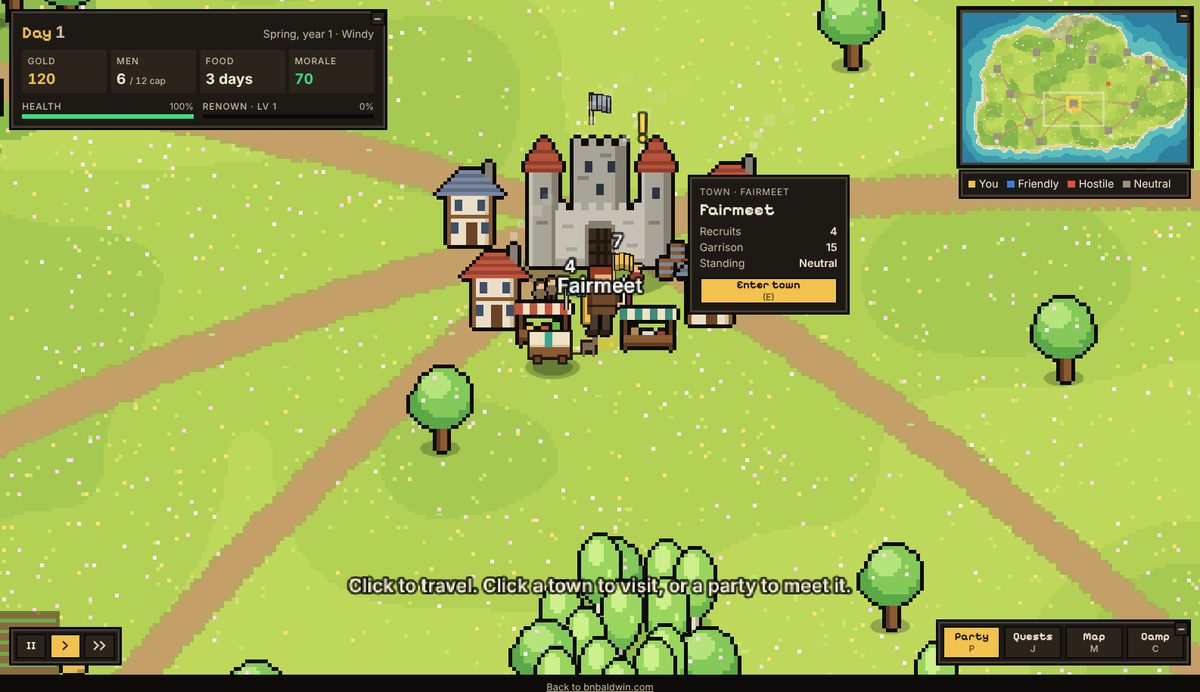 Day 1
Spring, year 1 · Windy
GOLD
120
MEN
6 / 12 cap
FOOD
3 days
MORALE
70
HEALTH 100%
RENOWN · LV 1 0%
You Friendly Hostile Neutral
!
TOWN · FAIRMEET
Fairmeet
Recruits 4
Garrison 15
Standing Neutral
Enter town
(E)
7
4
Fairmeet
Click to travel. Click a town to visit, or a party to meet it.
Party
P
Quests
J
Map
M
Camp
C
Back to bnbaldwin.com